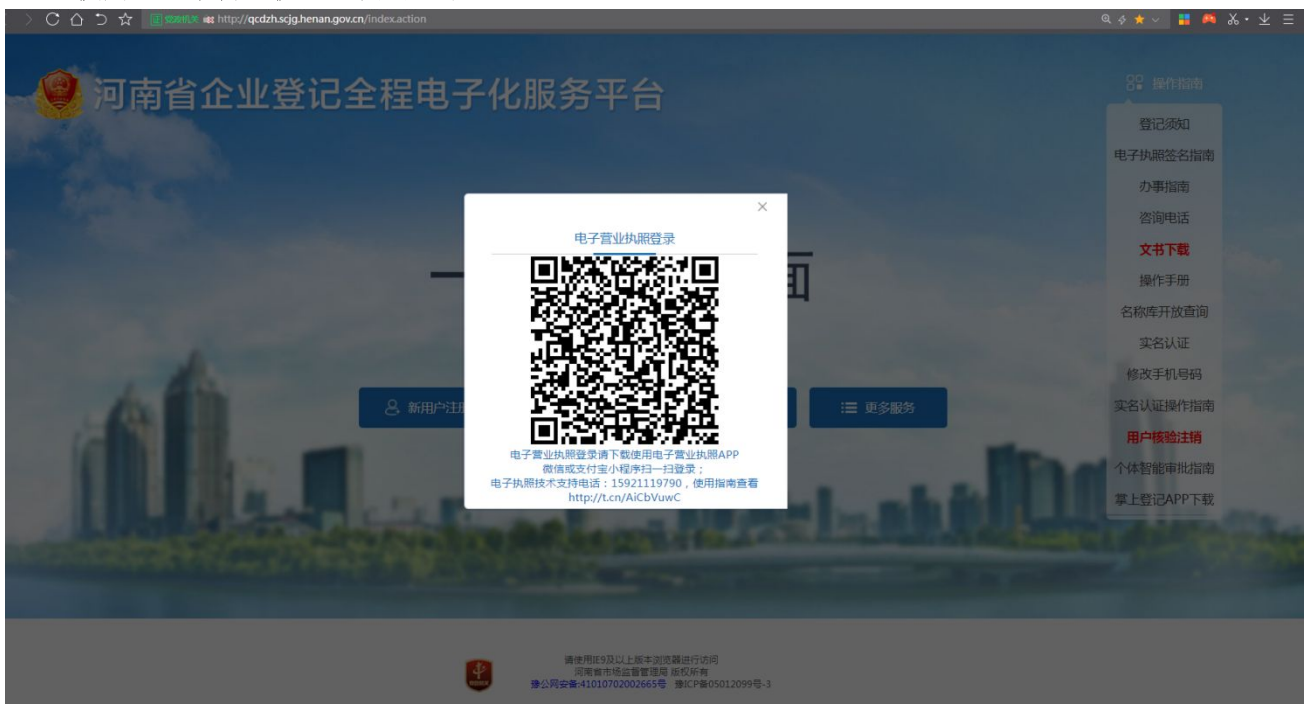 证 党政机关 http://qcdzh.scjg.henan.gov.cn/index.action
河南省企业登记全程电子化服务平台
操作指南
登记须知
电子执照签名指南
办事指南
咨询电话
文书下载
操作手册
名称库开放查询
实名认证
修改手机号码
实名认证操作指南
用户核验注销
个体智能审批指南
掌上登记APP下载
一
面
电子营业执照登录
新用户注册
更多服务
电子营业执照登录请下载使用电子营业执照APP
微信或支付宝小程序扫一扫登录;
电子执照技术支持电话:15921119790,使用指南查看
http://t.cn/AiCbVuwC
请使用IE9及以上版本浏览器进行访问
河南省市场监督管理局 版权所有
豫公网安备:41010702002665号 豫ICP备05012099号-3